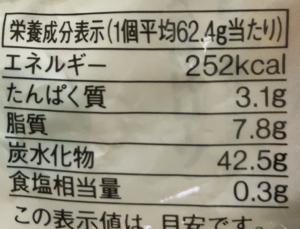 栄養成分表示(1個平均62.4g当たり)
エネルギー 252kcal
たんぱく質 3.1g
脂質 7.8g
炭水化物 42.5g
食塩相当量 0.3g
この表示値は、目安です。